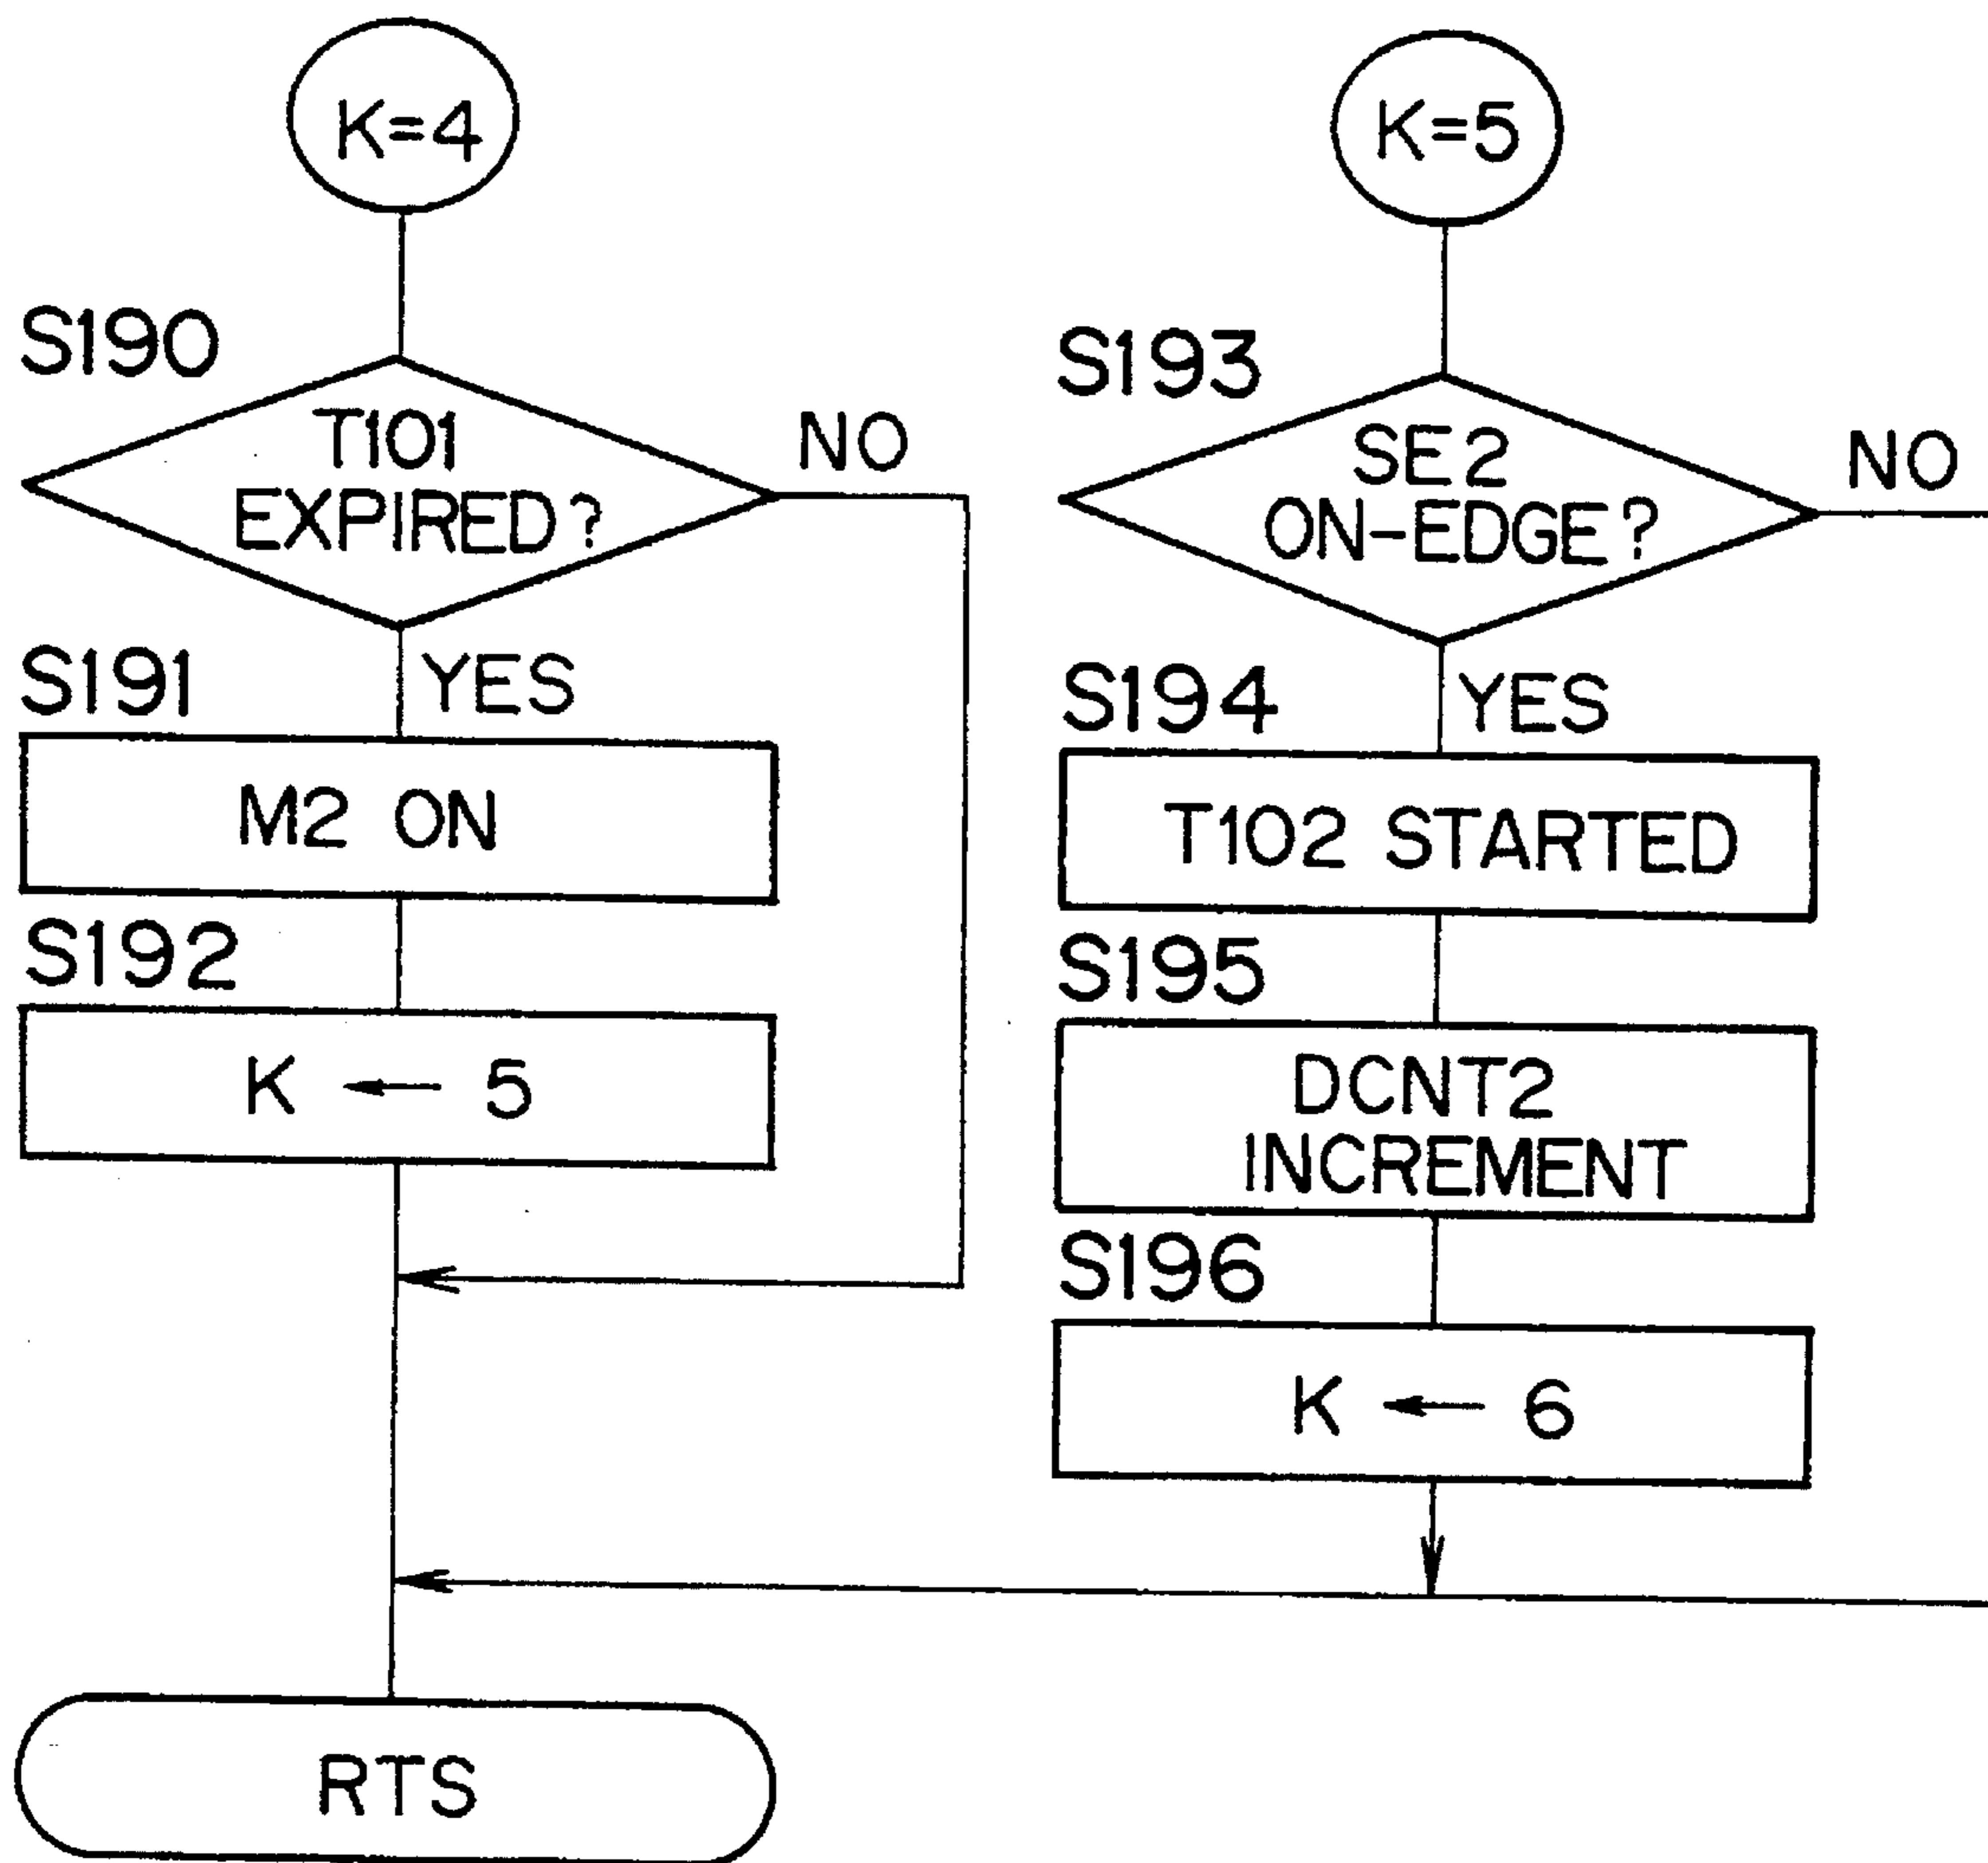 K=4
S190
T101
EXPIRED?
NO
S191
YES
M2 ON
S192
K ← 5
RTS
K=5
S193
SE2
ON-EDGE?
NO
S194
YES
T102 STARTED
S195
DCNT2
INCREMENT
S196
K ← 6